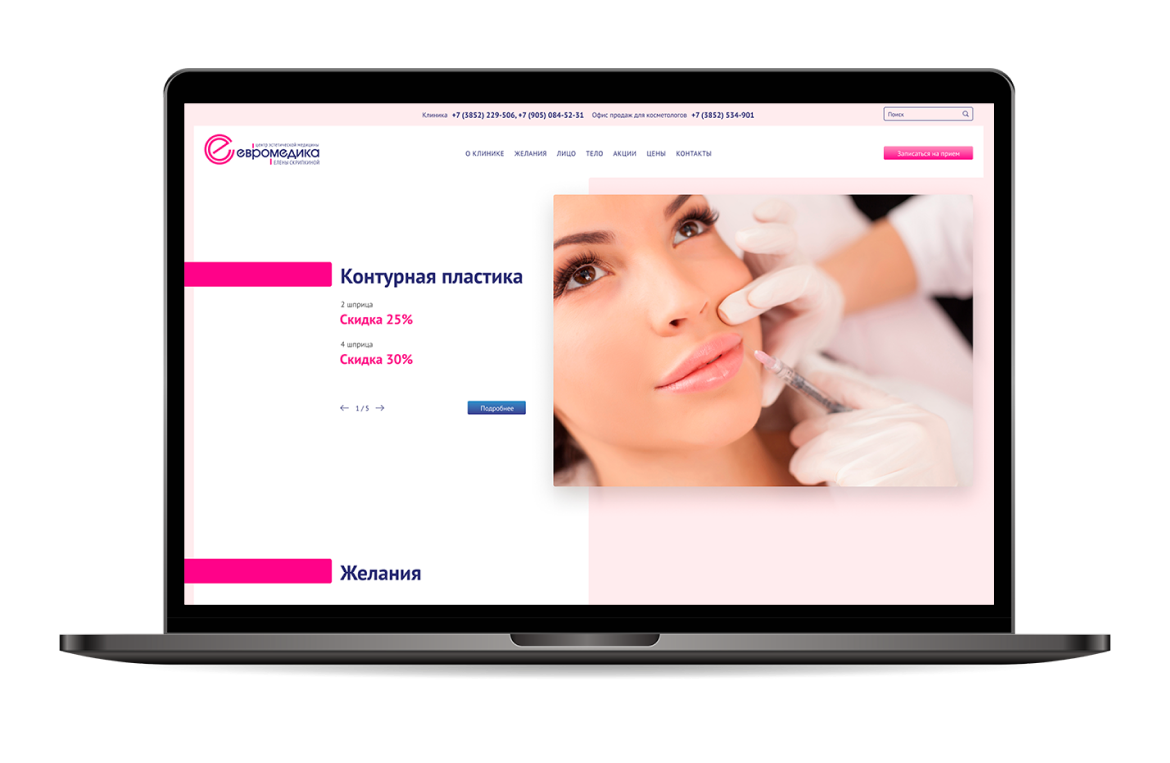 Клиника +7 (3852) 229-506, +7 (905) 084-52-31 Офис продаж для косметологов +7 (3852) 534-901
Поиск
ЦЕНТР ЭСТЕТИЧЕСКОЙ МЕДИЦИНЫ
евромедика
ЕЛЕНЫ СКРИПКИНОЙ
О КЛИНИКЕ ЖЕЛАНИЯ ЛИЦО ТЕЛО АКЦИИ ЦЕНЫ КОНТАКТЫ
Записаться на прием
Контурная пластика
2 шприца
Скидка 25%
4 шприца
Скидка 30%
1 / 5
Подробнее
Желания